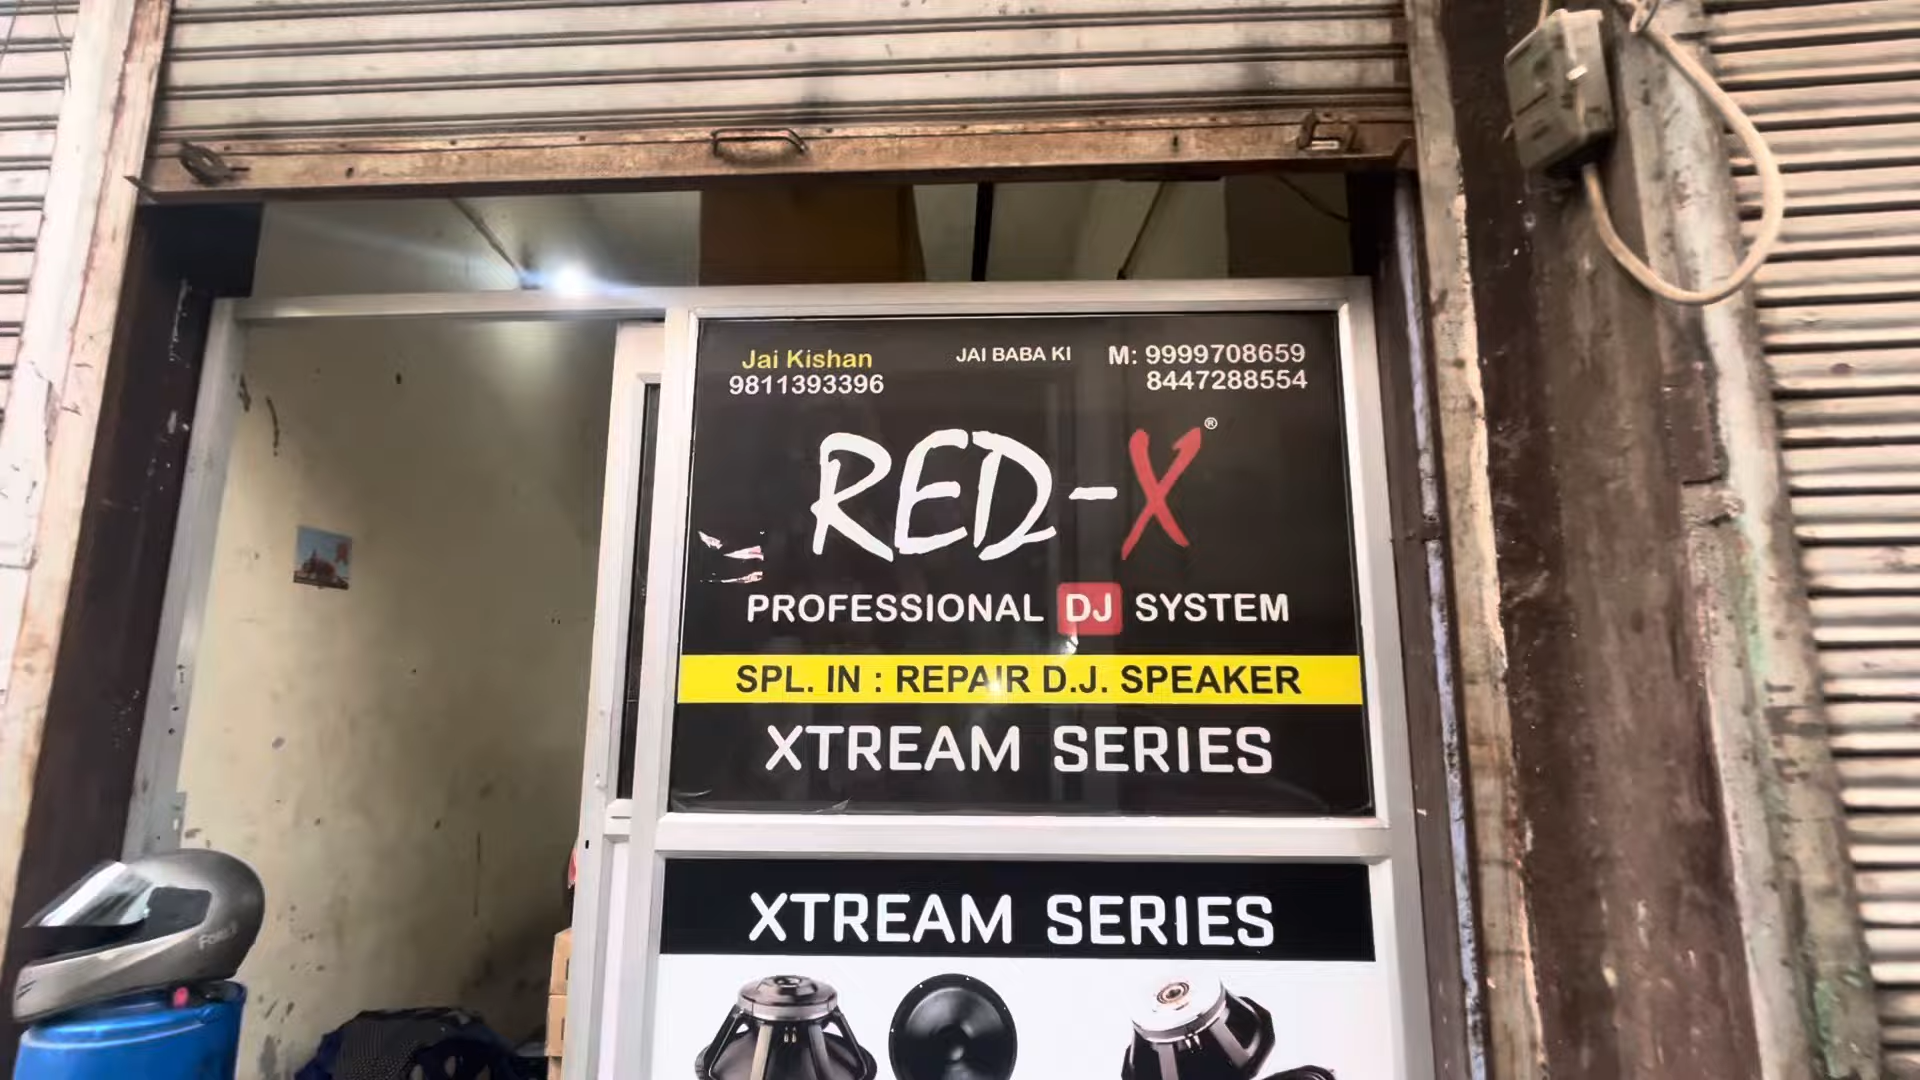 Jai Kishan
9811393396
JAI BABA KI
M: 9999708659
8447288554
RED-X®
PROFESSIONAL DJ SYSTEM
SPL. IN : REPAIR D.J. SPEAKER
XTREAM SERIES
XTREAM SERIES